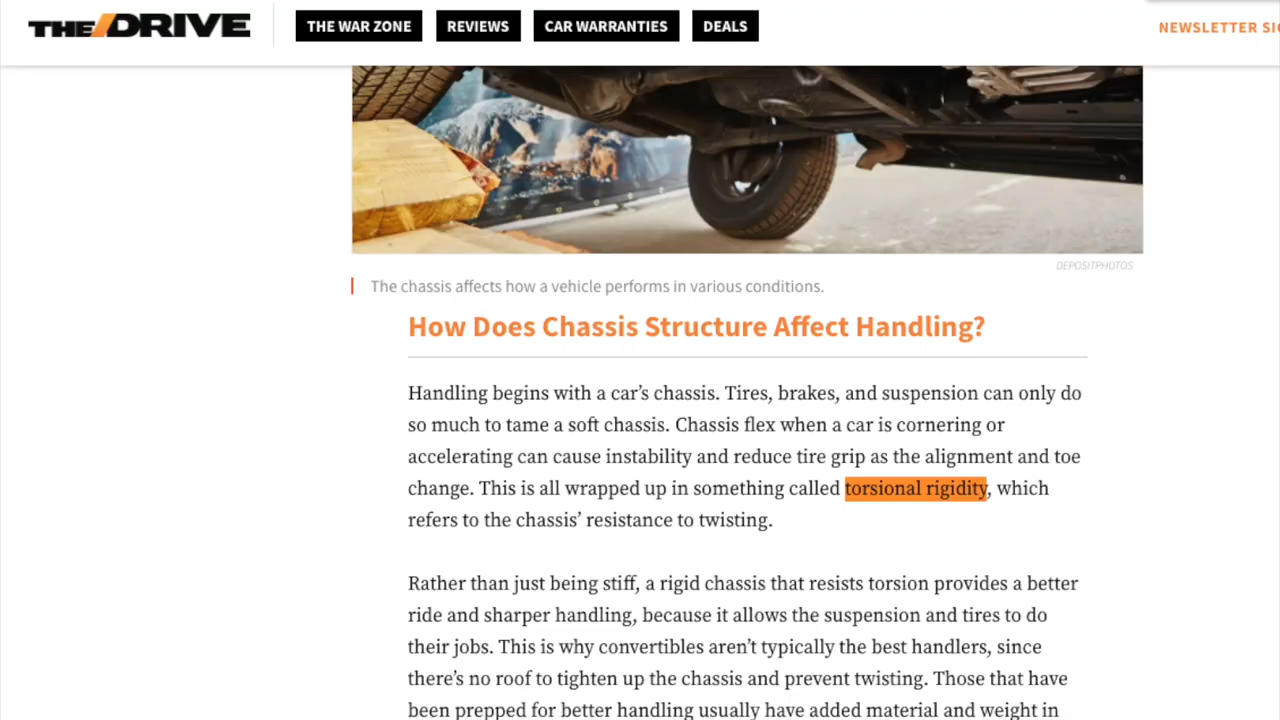 THE/DRIVE
THE WAR ZONE
REVIEWS
CAR WARRANTIES
DEALS
NEWSLETTER
DEPOSITPHOTOS
The chassis affects how a vehicle performs in various conditions.
How Does Chassis Structure Affect Handling?
Handling begins with a car’s chassis. Tires, brakes, and suspension can only do
so much to tame a soft chassis. Chassis flex when a car is cornering or
accelerating can cause instability and reduce tire grip as the alignment and toe
change. This is all wrapped up in something called torsional rigidity, which
refers to the chassis’ resistance to twisting.
Rather than just being stiff, a rigid chassis that resists torsion provides a better
ride and sharper handling, because it allows the suspension and tires to do
their jobs. This is why convertibles aren’t typically the best handlers, since
there’s no roof to tighten up the chassis and prevent twisting. Those that have
been prepped for better handling usually have added material and weight in